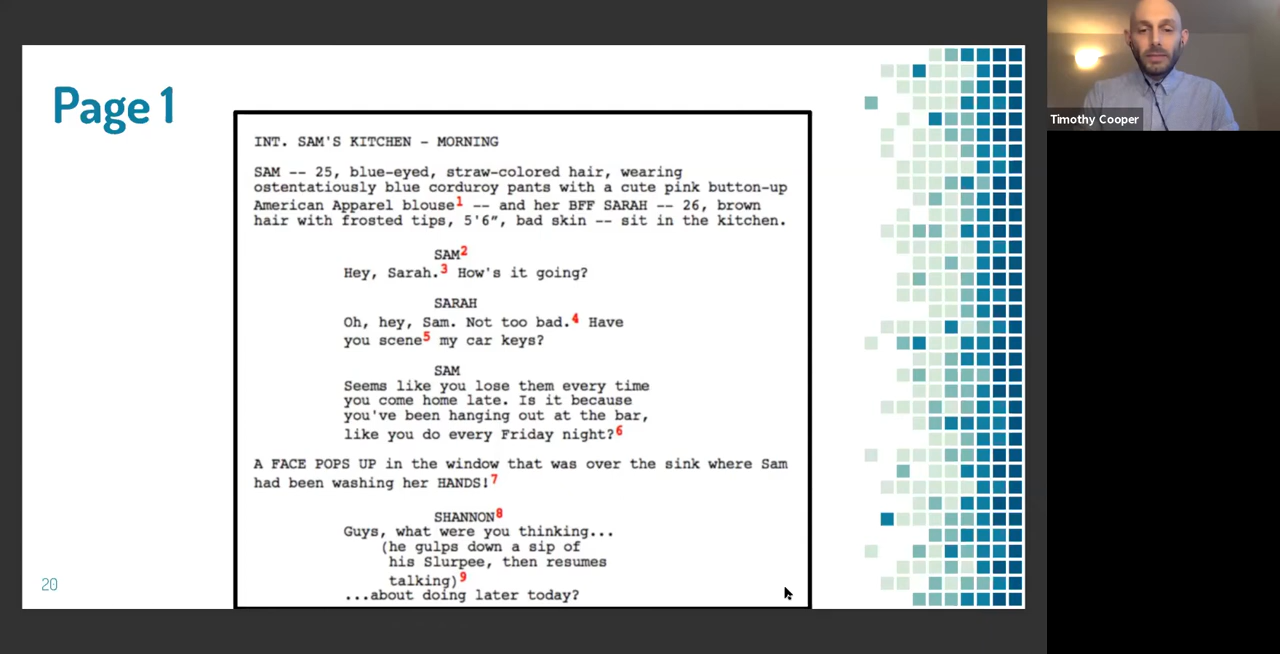 Page 1
INT. SAM'S KITCHEN - MORNING
SAM -- 25, blue-eyed, straw-colored hair, wearing
ostentatiously blue corduroy pants with a cute pink button-up
American Apparel blouse1 -- and her BFF SARAH -- 26, brown
hair with frosted tips, 5'6", bad skin -- sit in the kitchen.
SAM2
Hey, Sarah.3 How's it going?
SARAH
Oh, hey, Sam. Not too bad.4 Have
you scene5 my car keys?
SAM
Seems like you lose them every time
you come home late. Is it because
you've been hanging out at the bar,
like you do every Friday night?6
A FACE POPS UP in the window that was over the sink where Sam
had been washing her HANDS!7
SHANNON8
Guys, what were you thinking...
(he gulps down a sip of
his Slurpee, then resumes
talking)9
...about doing later today?
20
Timothy Cooper